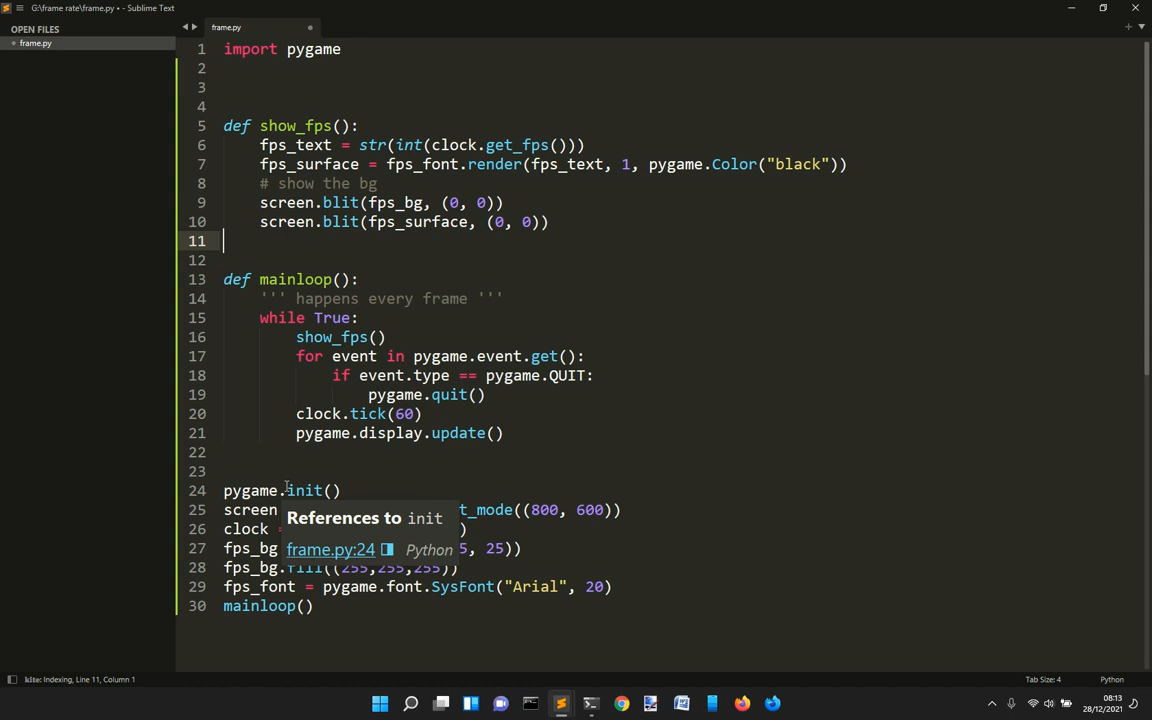 G:\frame rate\frame.py • - Sublime Text
OPEN FILES
frame.py
frame.py
1 import pygame
2
3
4
5 def show_fps():
6 fps_text = str(int(clock.get_fps()))
7 fps_surface = fps_font.render(fps_text, 1, pygame.Color("black"))
8 # show the bg
9 screen.blit(fps_bg, (0, 0))
10 screen.blit(fps_surface, (0, 0))
11
12
13 def mainloop():
14 ''' happens every frame '''
15 while True:
16 show_fps()
17 for event in pygame.event.get():
18 if event.type == pygame.QUIT:
19 pygame.quit()
20 clock.tick(60)
21 pygame.display.update()
22
23
24 pygame.init()
25 screen t_mode((800, 600))
References to init
26 clock = )
27 fps_bg 5, 25))
frame.py:24 Python
28 fps_bg.fill((255,255,255))
29 fps_font = pygame.font.SysFont("Arial", 20)
30 mainloop()
Indexing, Line 11, Column 1
Tab Size: 4
Python
08:13
28/12/2021